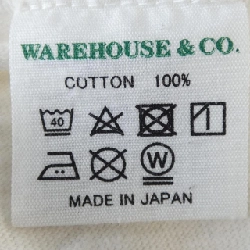 WAREHOUSE & CO.
COTTON 100%
40
W
MADE IN JAPAN